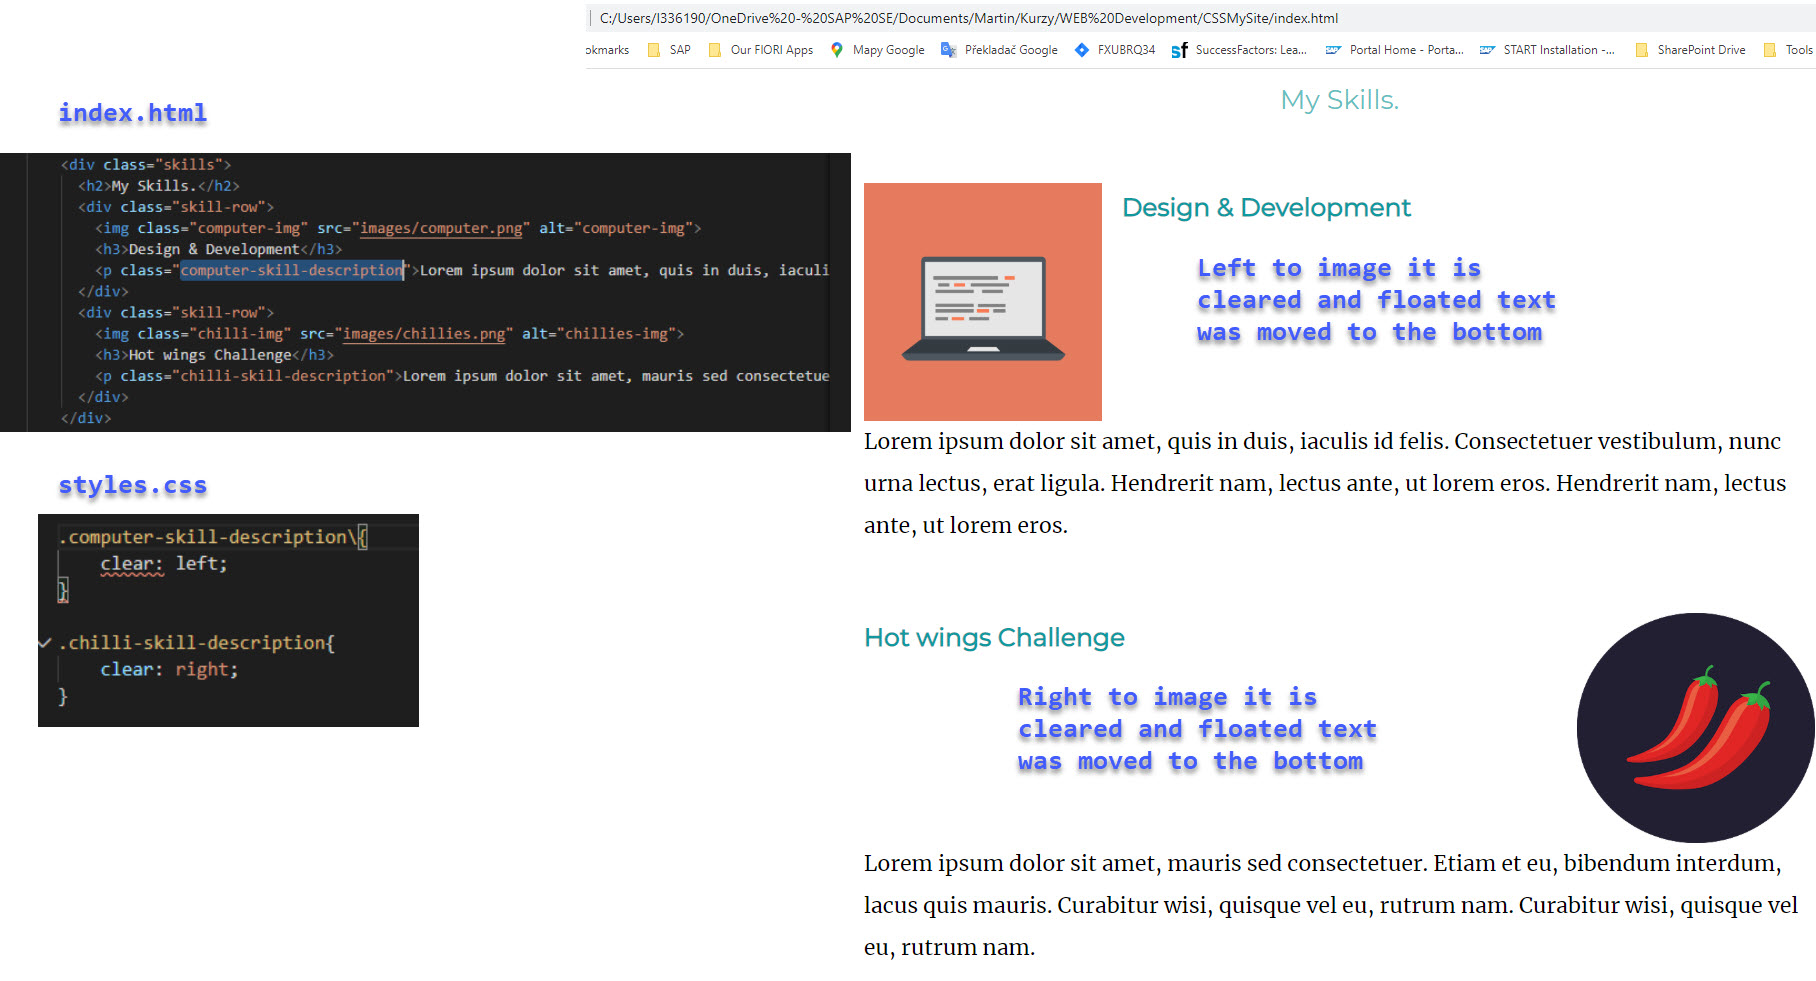 C:/Users/I336190/OneDrive%20-%20SAP%20SE/Documents/Martin/Kurzy/WEB%20Development/CSSMySite/index.html
okmarks SAP Our FIORI Apps Mapy Google Překladač Google FXUBRQ34 SuccessFactors: Lea... Portal Home - Porta... START Installation -... SharePoint Drive Tools
index.html
<div class="skills">
<h2>My Skills.</h2>
<div class="skill-row">
<img class="computer-img" src="images/computer.png" alt="computer-img">
<h3>Design & Development</h3>
<p class="computer-skill-description">Lorem ipsum dolor sit amet, quis in duis, iaculi
</div>
<div class="skill-row">
<img class="chilli-img" src="images/chillies.png" alt="chillies-img">
<h3>Hot wings Challenge</h3>
<p class="chilli-skill-description">Lorem ipsum dolor sit amet, mauris sed consectetue
</div>
</div>
styles.css
.computer-skill-description\{
clear: left;
}
.chilli-skill-description{
clear: right;
}
My Skills.
Design & Development
Left to image it is
cleared and floated text
was moved to the bottom
Lorem ipsum dolor sit amet, quis in duis, iaculis id felis. Consectetuer vestibulum, nunc
urna lectus, erat ligula. Hendrerit nam, lectus ante, ut lorem eros. Hendrerit nam, lectus
ante, ut lorem eros.
Hot wings Challenge
Right to image it is
cleared and floated text
was moved to the bottom
Lorem ipsum dolor sit amet, mauris sed consectetuer. Etiam et eu, bibendum interdum,
lacus quis mauris. Curabitur wisi, quisque vel eu, rutrum nam. Curabitur wisi, quisque vel
eu, rutrum nam.